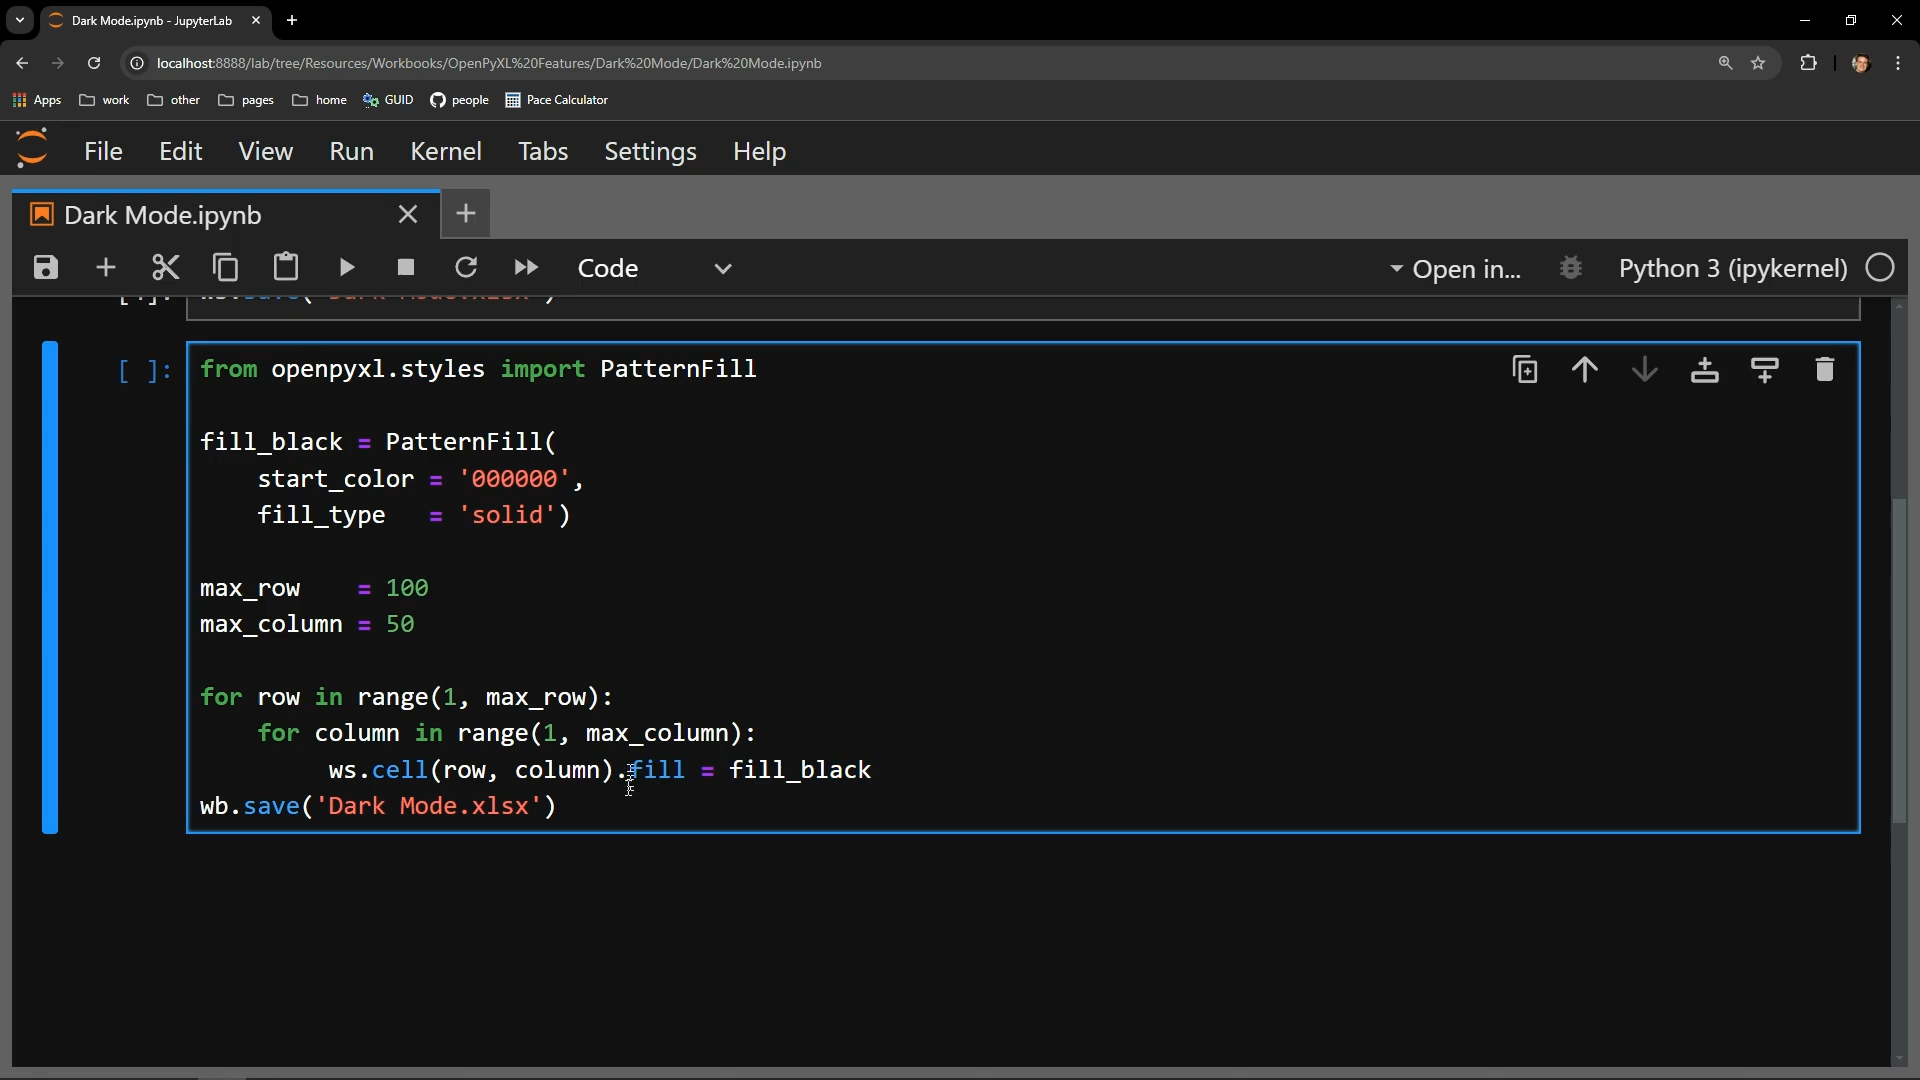 Dark Mode.ipynb - JupyterLab
localhost:8888/lab/tree/Resources/Workbooks/OpenPyXL%20Features/Dark%20Mode/Dark%20Mode.ipynb
Apps work other pages home GUID people Pace Calculator
File Edit View Run Kernel Tabs Settings Help
Dark Mode.ipynb
Code Open in... Python 3 (ipykernel)
[ ]: from openpyxl.styles import PatternFill
fill_black = PatternFill(
start_color = '000000',
fill_type = 'solid')
max_row = 100
max_column = 50
for row in range(1, max_row):
for column in range(1, max_column):
ws.cell(row, column).fill = fill_black
wb.save('Dark Mode.xlsx')